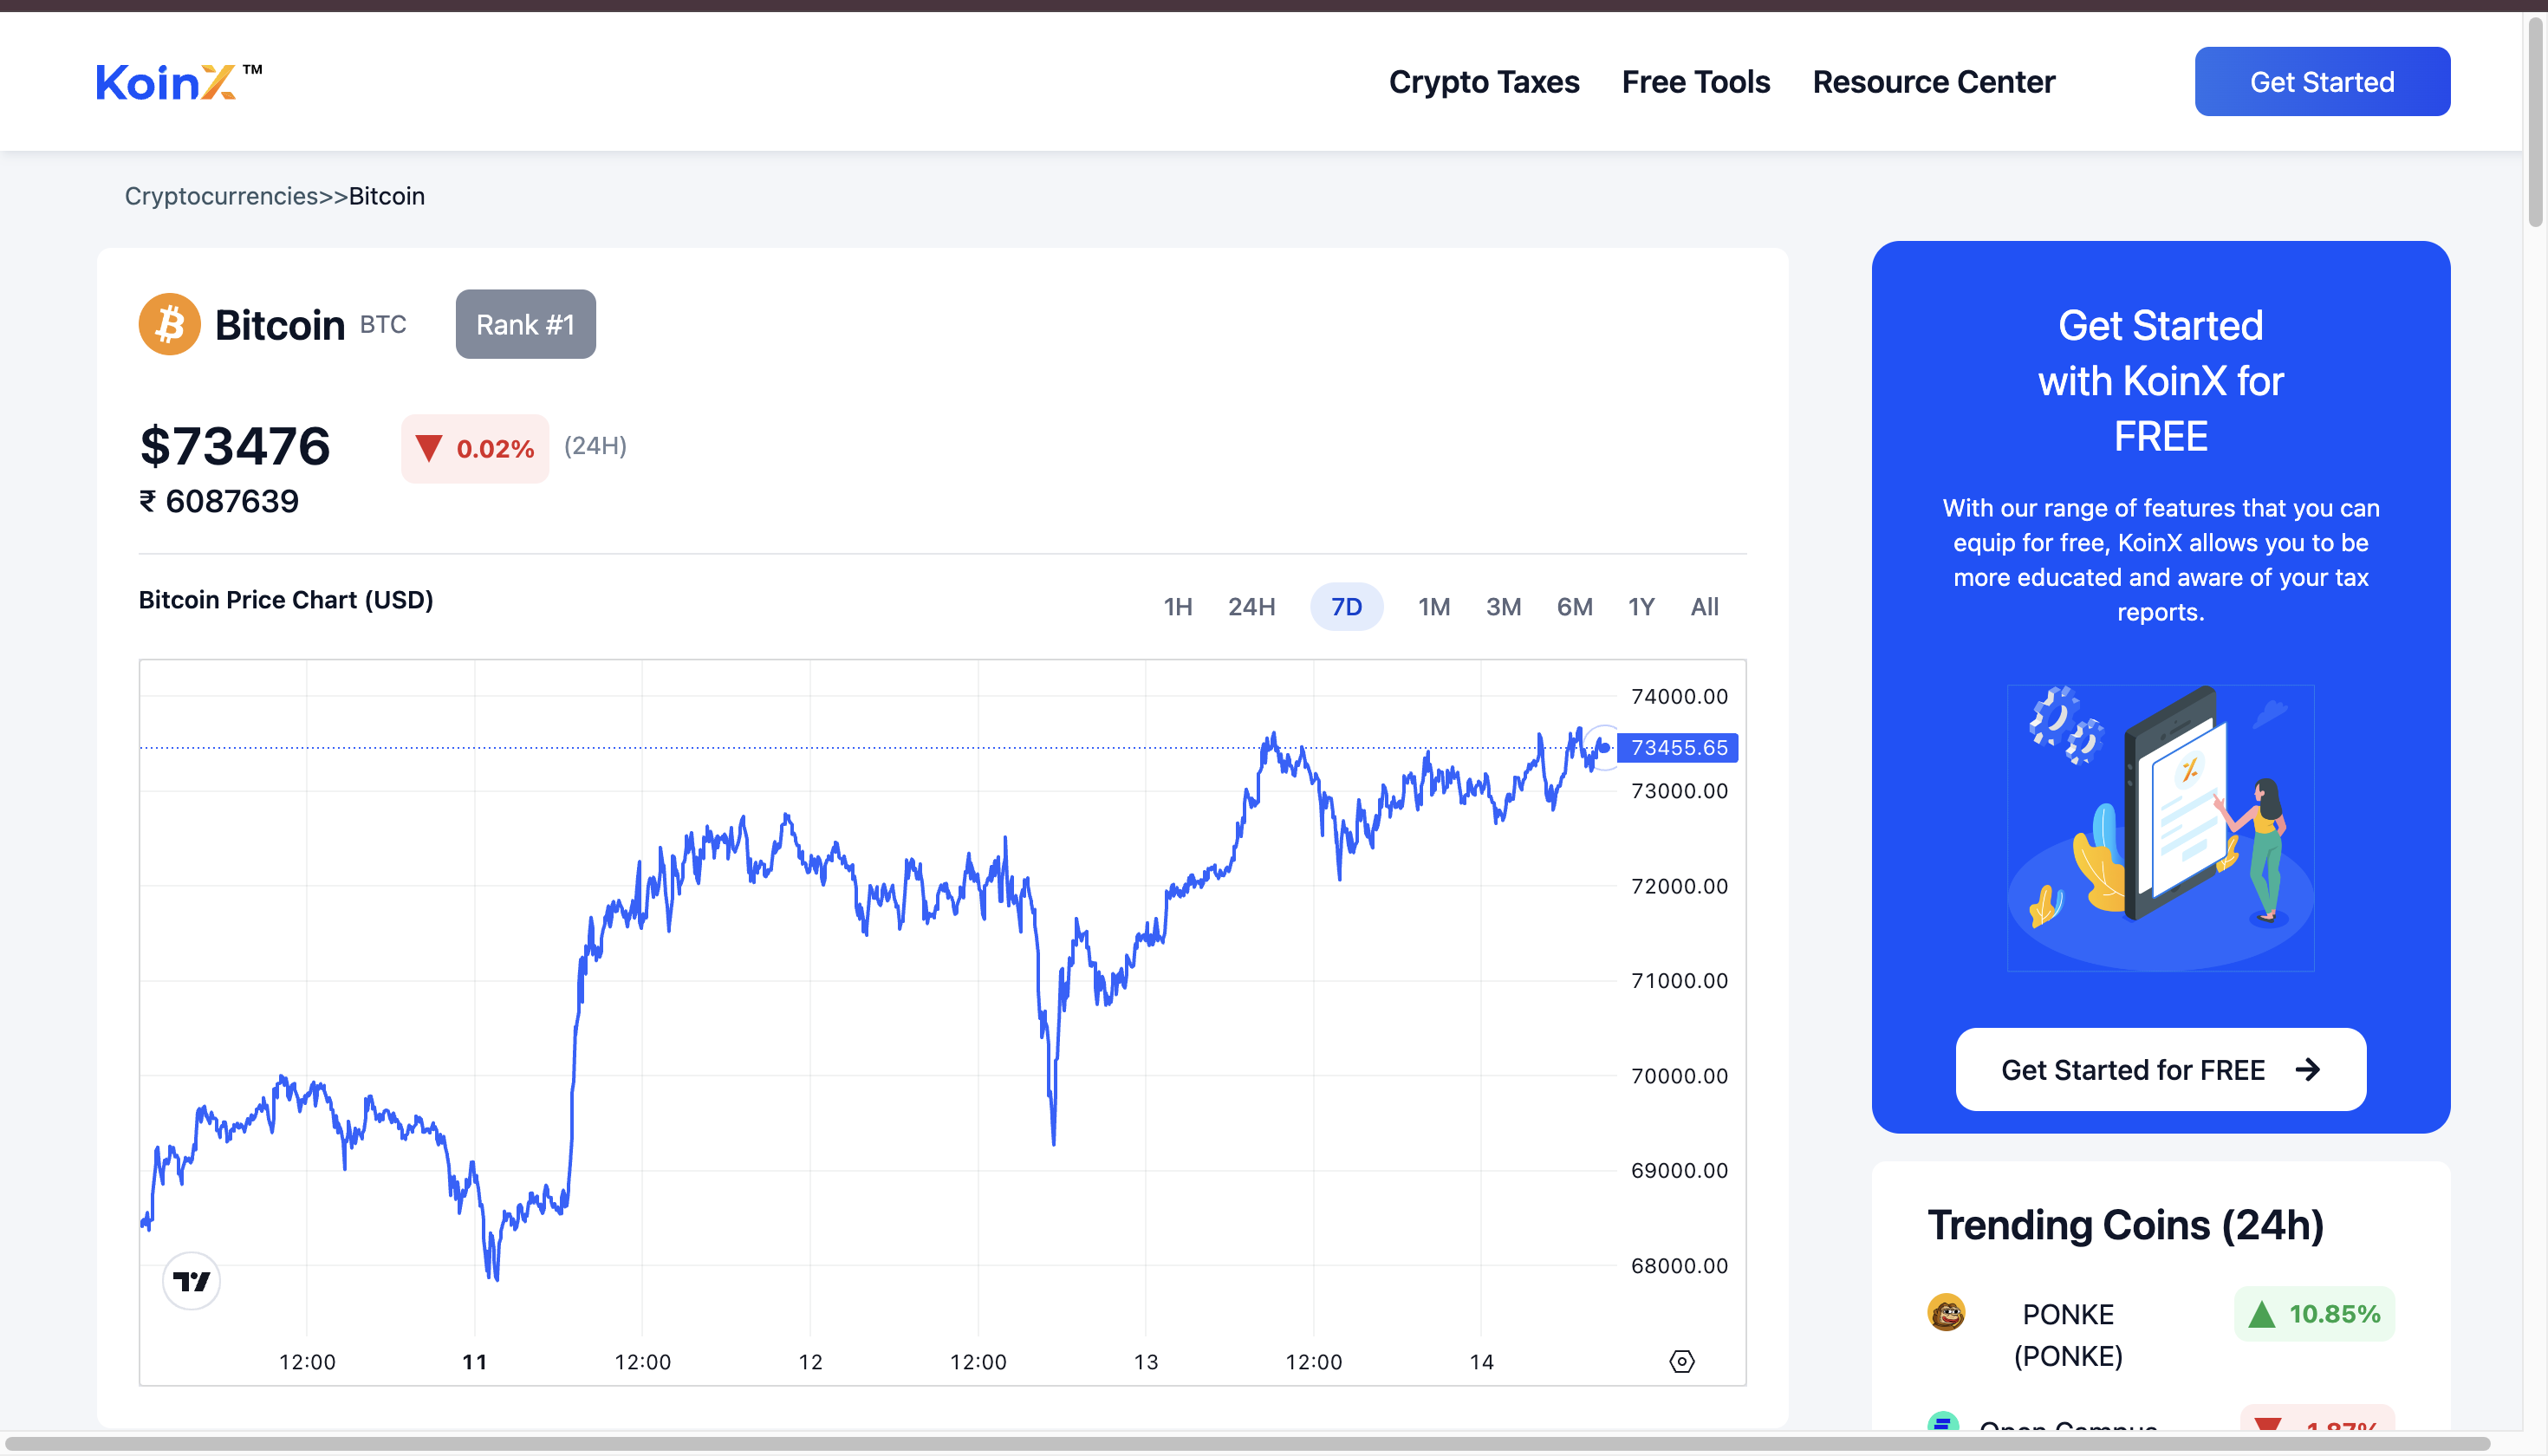 KoinX™
Crypto Taxes
Free Tools
Resource Center
Get Started
Cryptocurrencies>>Bitcoin
Bitcoin
BTC
Rank #1
$73476
0.02%
(24H)
₹ 6087639
Bitcoin Price Chart (USD)
1H
24H
7D
1M
3M
6M
1Y
All
74000.00
73455.65
73000.00
72000.00
71000.00
70000.00
69000.00
68000.00
12:00
11
12:00
12
12:00
13
12:00
14
Get Started
with KoinX for
FREE
With our range of features that you can
equip for free, KoinX allows you to be
more educated and aware of your tax
reports.
Get Started for FREE
Trending Coins (24h)
PONKE
(PONKE)
10.85%
Open Campus
1.87%